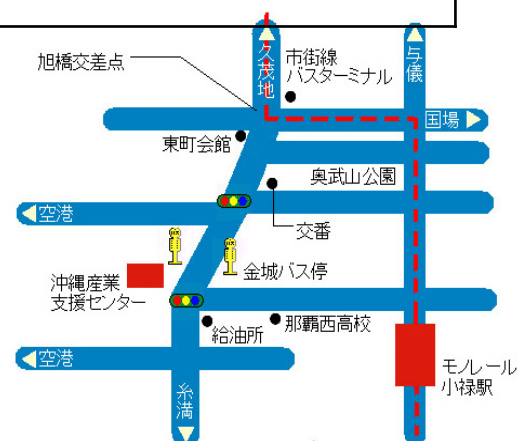 久茂地
与儀
旭橋交差点
市街線
バスターミナル
国場
東町会館
奥武山公園
空港
交番
金城バス停
沖縄産業
支援センター
給油所
那覇西高校
空港
モノレール
小禄駅
糸満